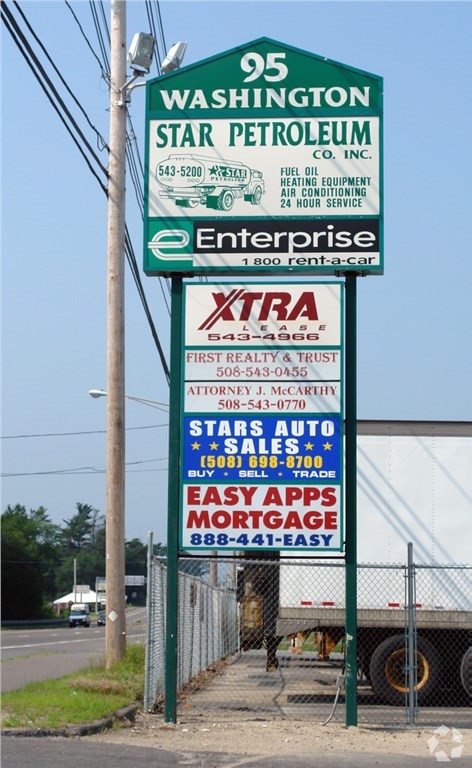 95
WASHINGTON
STAR PETROLEUM
CO. INC.
543-5200
STAR
PETROLEUM
FUEL OIL
HEATING EQUIPMENT
AIR CONDITIONING
24 HOUR SERVICE
e Enterprise
1 800 rent-a-car
XTRA
LEASE
543-4966
FIRST REALTY & TRUST
508-543-0455
ATTORNEY J. McCARTHY
508-543-0770
STARS AUTO
SALES
(508) 698-8700
BUY · SELL · TRADE
EASY APPS
MORTGAGE
888-441-EASY